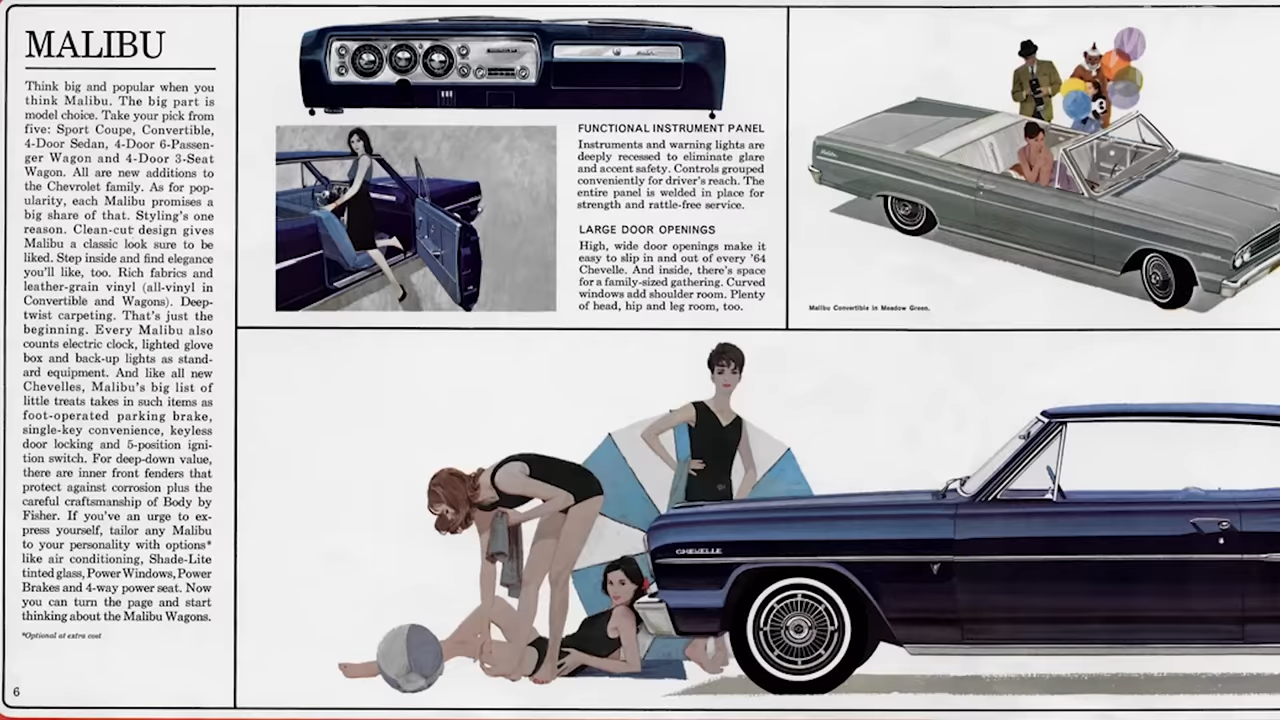 MALIBU
Think big and popular when you
think Malibu. The big part is
model choice. Take your pick from
five: Sport Coupe, Convertible,
4-Door Sedan, 4-Door 6-Passen-
ger Wagon and 4-Door 3-Seat
Wagon. All are new additions to
the Chevrolet family. As for pop-
ularity, each Malibu promises a
big share of that. Styling's one
reason. Clean-cut design gives
Malibu a classic look sure to be
liked. Step inside and find elegance
you'll like, too. Rich fabrics and
leather-grain vinyl (all-vinyl in
Convertible and Wagons). Deep-
twist carpeting. That's just the
beginning. Every Malibu also
counts electric clock, lighted glove
box and back-up lights as stand-
ard equipment. And like all new
Chevelles, Malibu's big list of
little treats takes in such items as
foot-operated parking brake,
single-key convenience, keyless
door locking and 5-position igni-
tion switch. For deep-down value,
there are inner front fenders that
protect against corrosion plus the
careful craftsmanship of Body by
Fisher. If you've an urge to ex-
press yourself, tailor any Malibu
to your personality with options*
like air conditioning, Shade-Lite
tinted glass, Power Windows, Power
Brakes and 4-way power seat. Now
you can turn the page and start
thinking about the Malibu Wagons.
*Optional at extra cost
6
FUNCTIONAL INSTRUMENT PANEL
Instruments and warning lights are
deeply recessed to eliminate glare
and accent safety. Controls grouped
conveniently for driver's reach. The
entire panel is welded in place for
strength and rattle-free service.
LARGE DOOR OPENINGS
High, wide door openings make it
easy to slip in and out of every '64
Chevelle. And inside, there's space
for a family-sized gathering. Curved
windows add shoulder room. Plenty
of head, hip and leg room, too.
3
Malibu Convertible in Meadow Green.
CHEVELLE